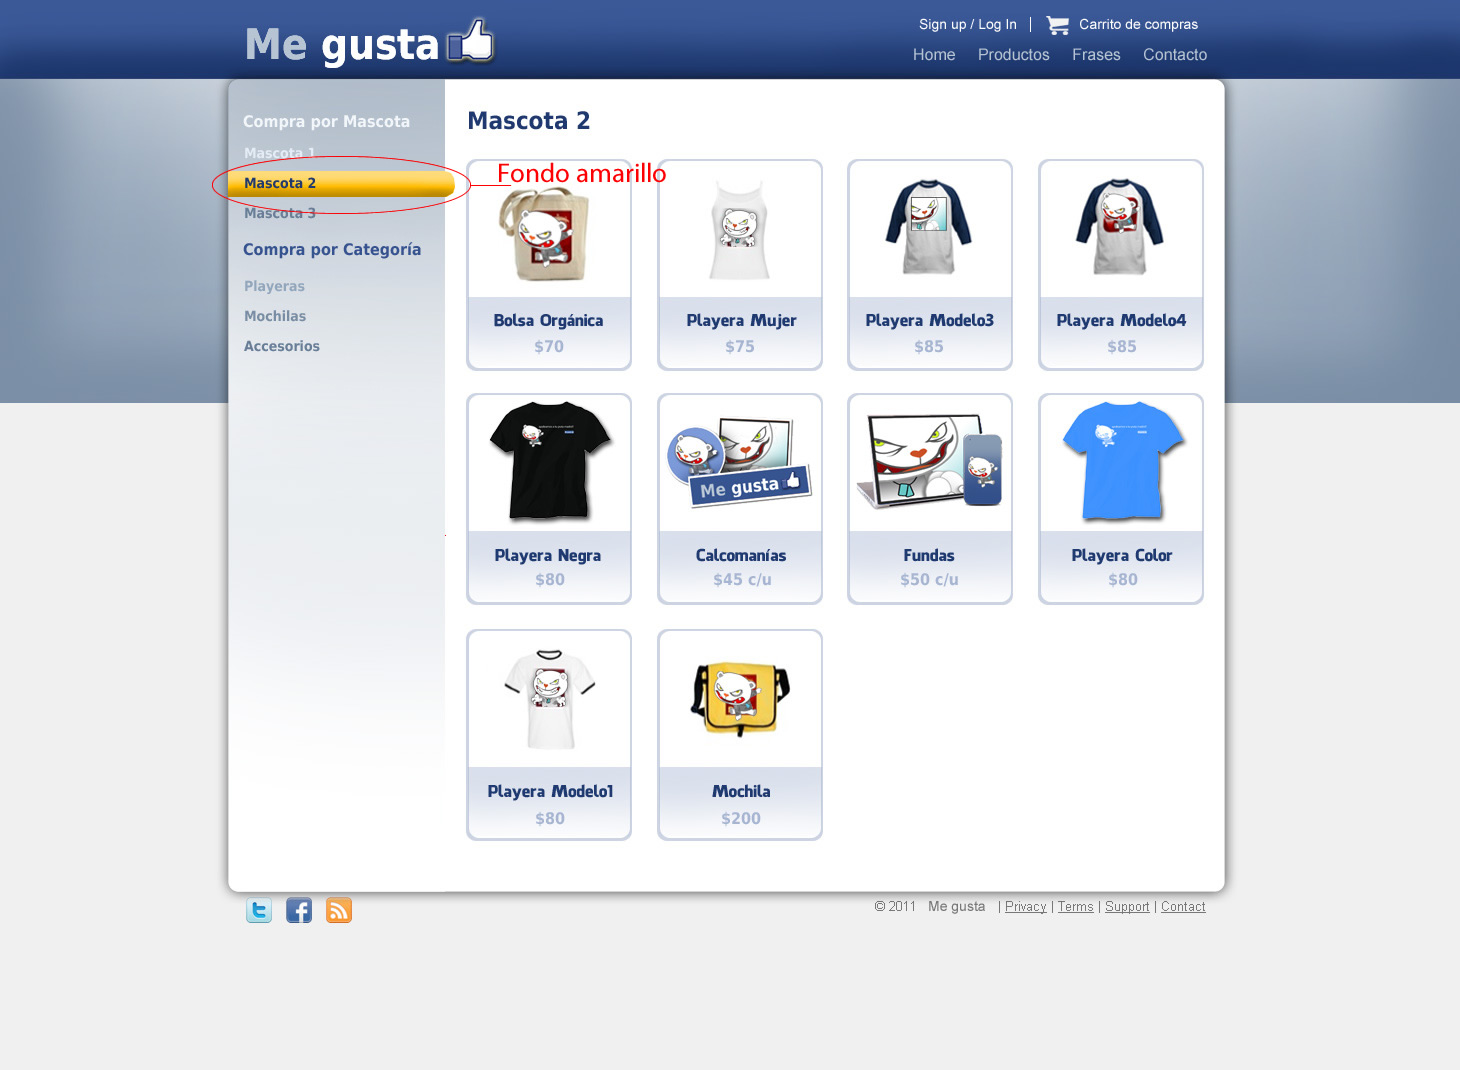 Me gusta
Sign up / Log In | Carrito de compras
Home Productos Frases Contacto
Compra por Mascota
Mascota 1
Mascota 2
Mascota 3
Compra por Categoría
Playeras
Mochilas
Accesorios
Mascota 2
Fondo amarillo
Bolsa Orgánica
$70
Playera Mujer
$75
Playera Modelo3
$85
Playera Modelo4
$85
Playera Negra
$80
Me gusta
Calcomanías
$45 c/u
Fundas
$50 c/u
Playera Color
$80
Playera Modelo1
$80
Mochila
$200
© 2011 Me gusta | Privacy | Terms | Support | Contact